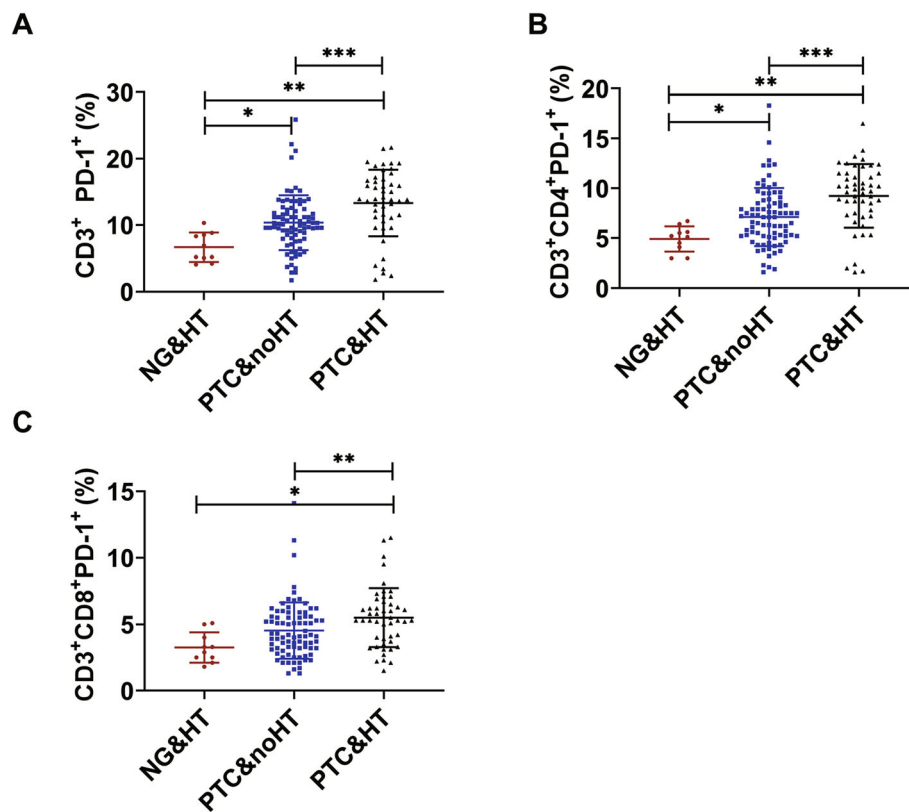 A
***
**
*
CD3⁺ PD-1⁺ (%)
30
20
10
0
NG&HT
PTC&noHT
PTC&HT
B
***
**
*
CD3⁺CD4⁺PD-1⁺ (%)
20
15
10
5
0
NG&HT
PTC&noHT
PTC&HT
C
**
*
CD3⁺CD8⁺PD-1⁺ (%)
15
10
5
0
NG&HT
PTC&noHT
PTC&HT